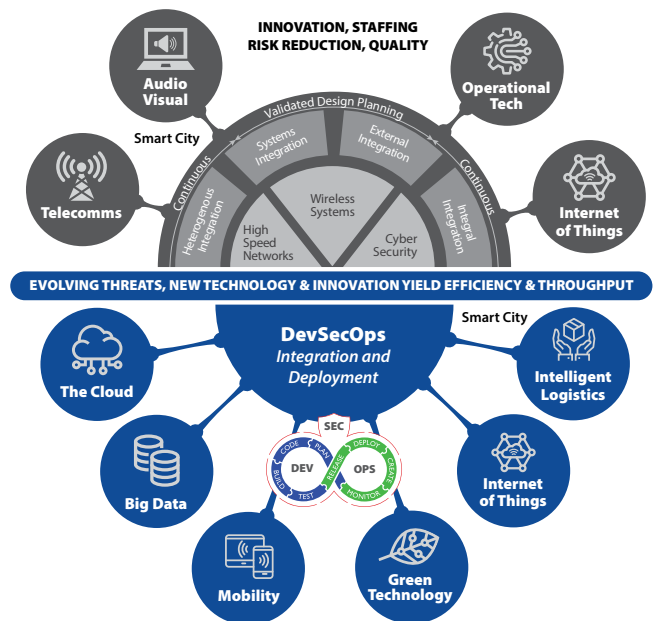 INNOVATION, STAFFING
RISK REDUCTION, QUALITY
Audio
Visual
Operational
Tech
Validated Design Planning
Smart City
Continuous
Continuous
Systems
Integration
External
Integration
Telecomms
Heterogenous
Integration
Integral
Integration
Internet
of Things
Wireless
Systems
High
Speed
Networks
Cyber
Security
EVOLVING THREATS, NEW TECHNOLOGY & INNOVATION YIELD EFFICIENCY & THROUGHPUT
Smart City
DevSecOps
Integration and
Deployment
The Cloud
Intelligent
Logistics
SEC
CODE
PLAN
DEPLOY
DEV
RELEASE
OPS
CREATE
BUILD
TEST
MONITOR
Big Data
Internet
of Things
Mobility
Green
Technology